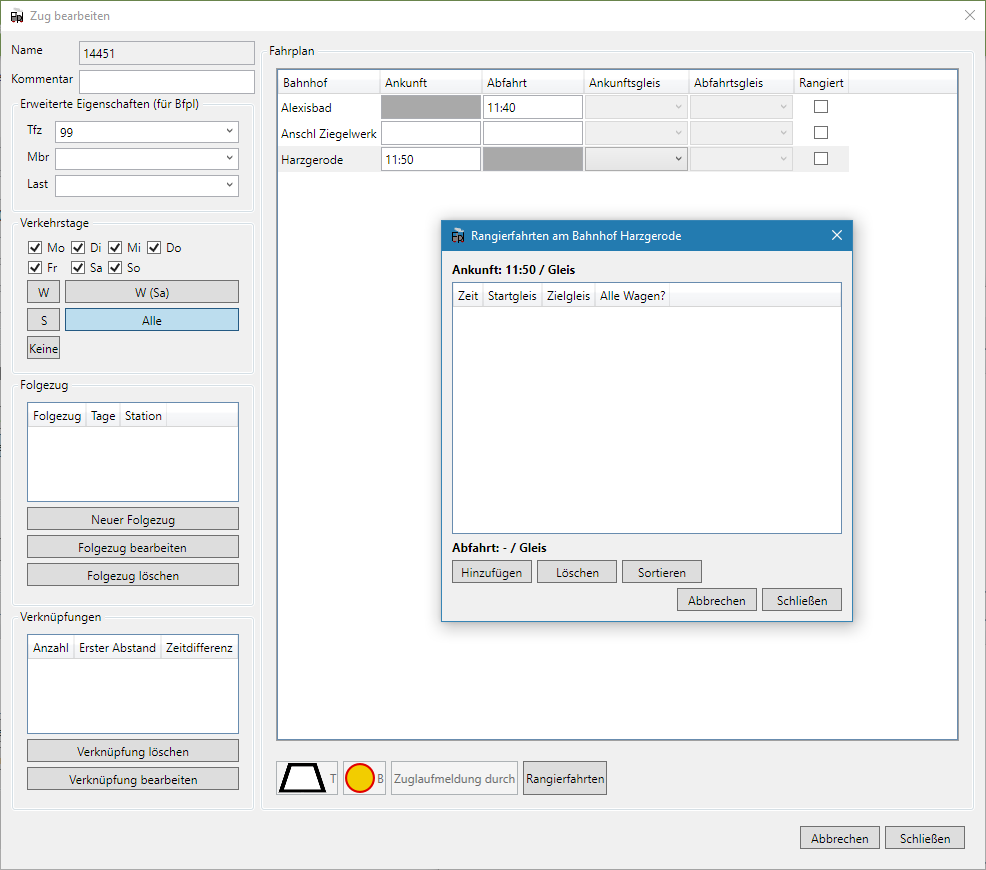 Zug bearbeiten
Name 14451
Kommentar
Erweiterte Eigenschaften (für Bfpl)
Tfz 99
Mbr
Last
Verkehrstage
Mo Di Mi Do
Fr Sa So
W W (Sa)
S Alle
Keine
Folgezug
Folgezug Tage Station
Neuer Folgezug
Folgezug bearbeiten
Folgezug löschen
Verknüpfungen
Anzahl Erster Abstand Zeitdifferenz
Verknüpfung löschen
Verknüpfung bearbeiten
Fahrplan
Bahnhof Ankunft Abfahrt Ankunftsgleis Abfahrtsgleis Rangiert
Alexisbad 11:40
Anschl Ziegelwerk
Harzgerode 11:50
Rangierfahrten am Bahnhof Harzgerode
Ankunft: 11:50 / Gleis
Zeit Startgleis Zielgleis Alle Wagen?
Abfahrt: - / Gleis
Hinzufügen Löschen Sortieren
Abbrechen Schließen
T B Zuglaufmeldung durch Rangierfahrten
Abbrechen Schließen